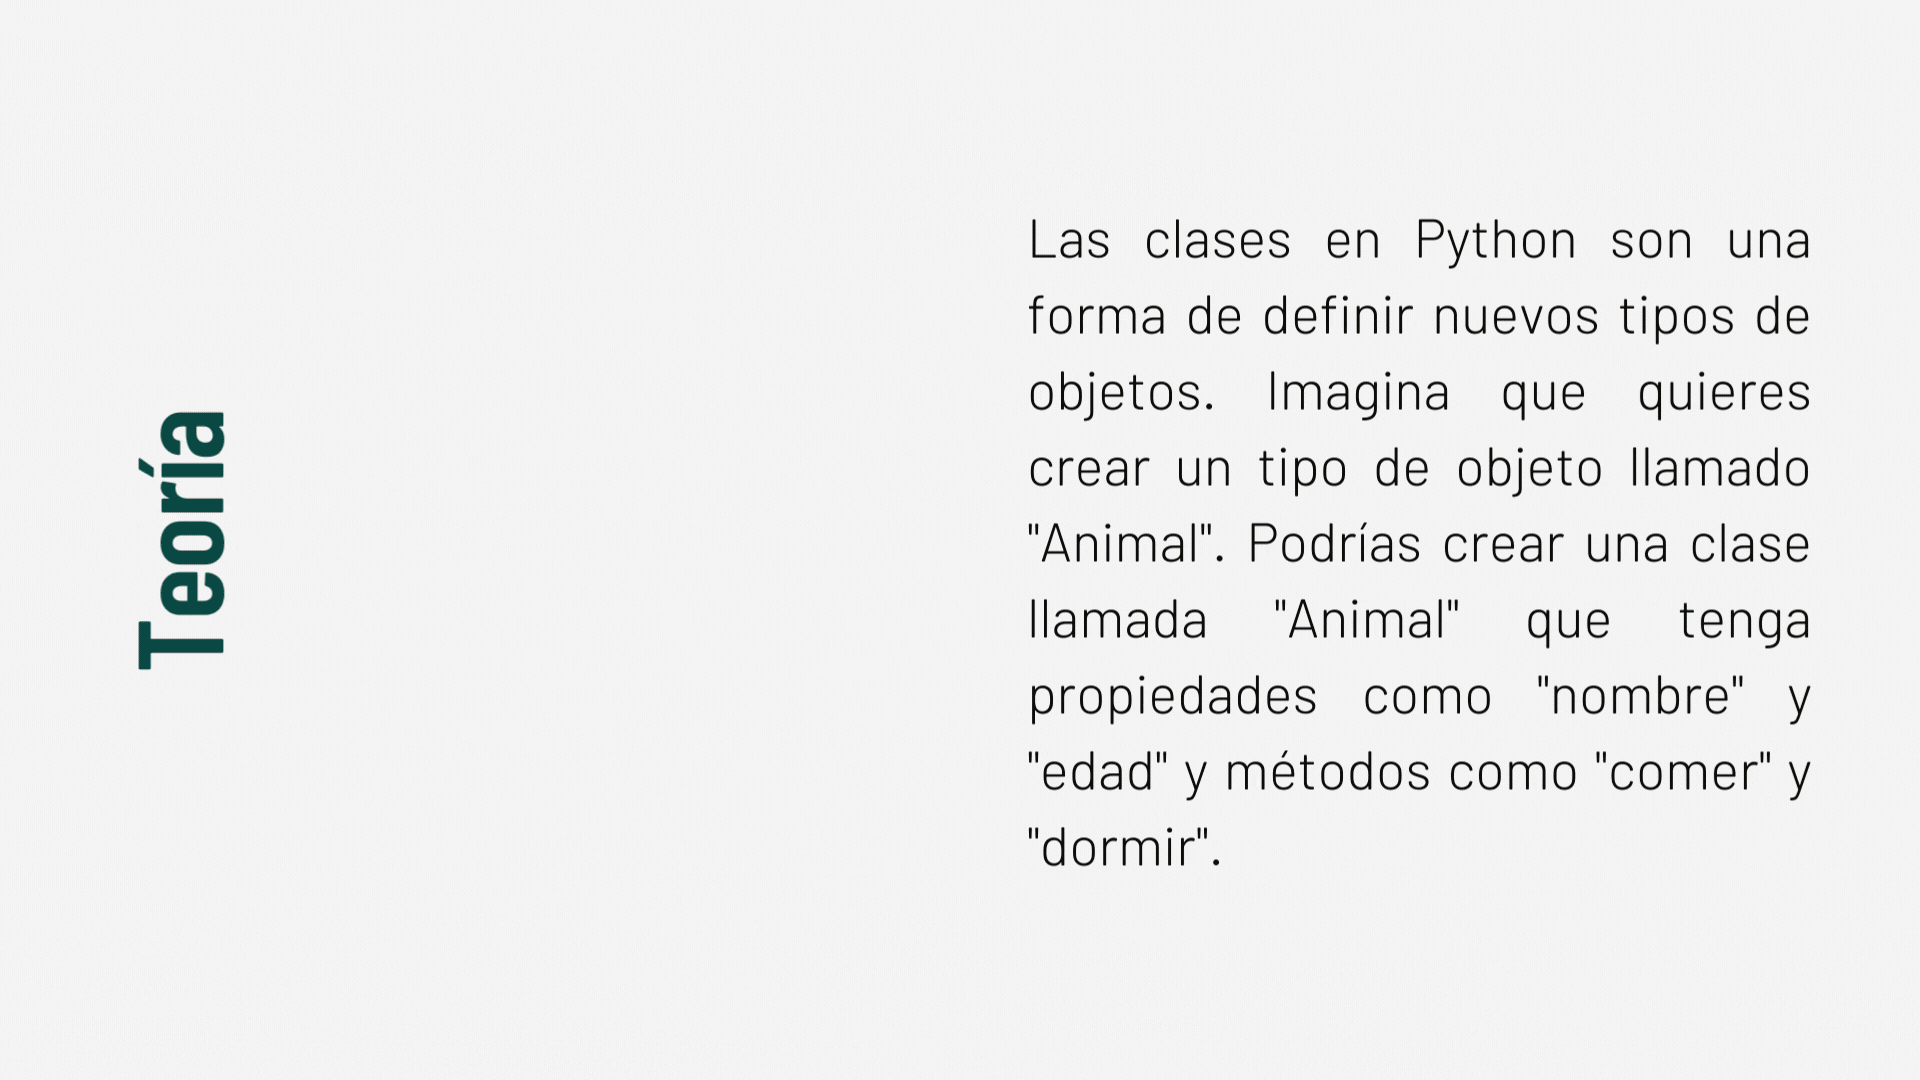 Teoría
Las clases en Python son una
forma de definir nuevos tipos de
objetos. Imagina que quieres
crear un tipo de objeto llamado
"Animal". Podrías crear una clase
llamada "Animal" que tenga
propiedades como "nombre" y
"edad" y métodos como "comer" y
"dormir".